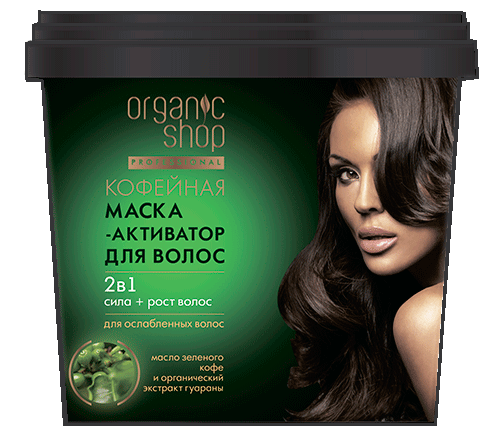 organic
shop
PROFESSIONAL
КОФЕЙНАЯ
МАСКА
-АКТИВАТОР
ДЛЯ ВОЛОС
2в1
сила + рост волос
для ослабленных волос
масло зеленого
кофе
и органический
экстракт гуараны